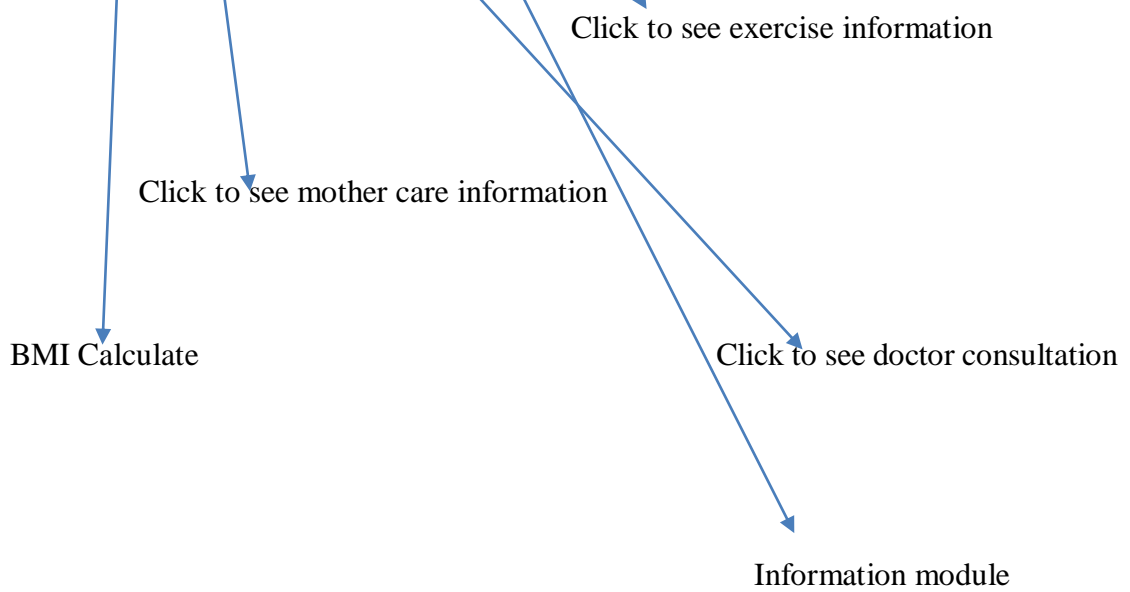 Click to see exercise information
Click to see mother care information
BMI Calculate
Click to see doctor consultation
Information module